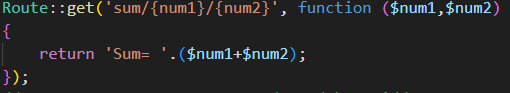 Route::get('sum/{num1}/{num2}', function ($num1,$num2)
{
    return 'Sum= '.($num1+$num2);
});